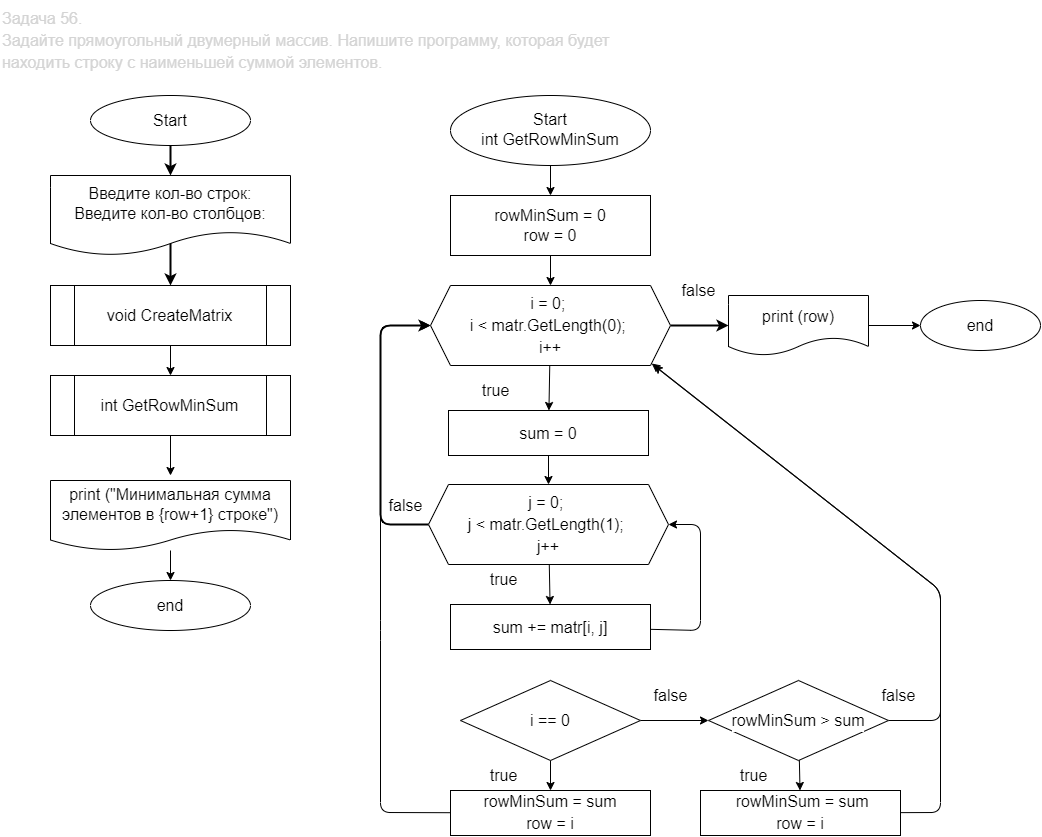 Задача 56.
Задайте прямоугольный двумерный массив. Напишите программу, которая будет
находить строку с наименьшей суммой элементов.
Start
Введите кол-во строк:
Введите кол-во столбцов:
void CreateMatrix
int GetRowMinSum
print ("Минимальная сумма
элементов в {row+1} строке")
end
Start
int GetRowMinSum
rowMinSum = 0
row = 0
i = 0;
i < matr.GetLength(0);
i++
false
print (row)
end
true
sum = 0
j = 0;
j < matr.GetLength(1);
j++
false
true
sum += matr[i, j]
i == 0
false
rowMinSum > sum
false
true
rowMinSum = sum
row = i
true
rowMinSum = sum
row = i